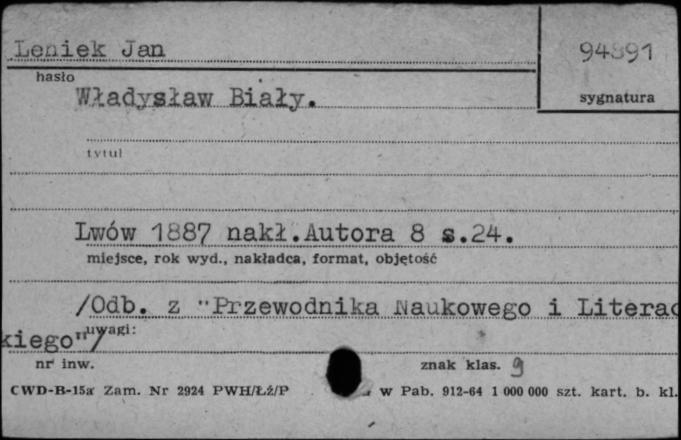 Leniek Jan
94891
hasło
sygnatura
Władysław Biały.
tytuł
Lwów 1887 nakł.Autora 8 s.24.
miejsce, rok wyd., nakładca, format, objętość
/Odb. z "Przewodnika Naukowego i Literac
kiego"/
uwagi:
nr inw.
znak klas. 9
CWD-B-15a Zam. Nr 2924 PWH/Łź/P w Pab. 912-64 1 000 000 szt. kart. b. kl.